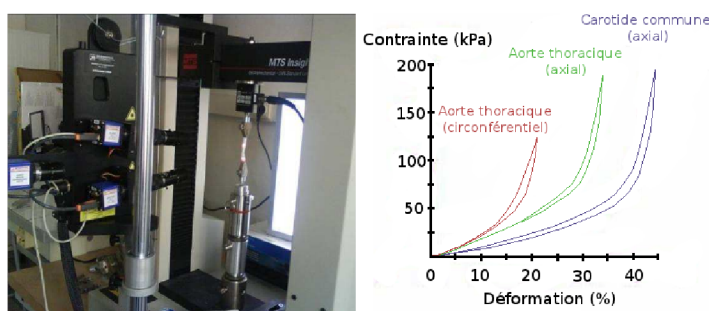 MTS Insight
Contrainte (kPa)
Carotide commune
(axial)
Aorte thoracique
(axial)
Aorte thoracique
(circonférentiel)
200
150
100
50
0
10
20
30
40
Déformation (%)